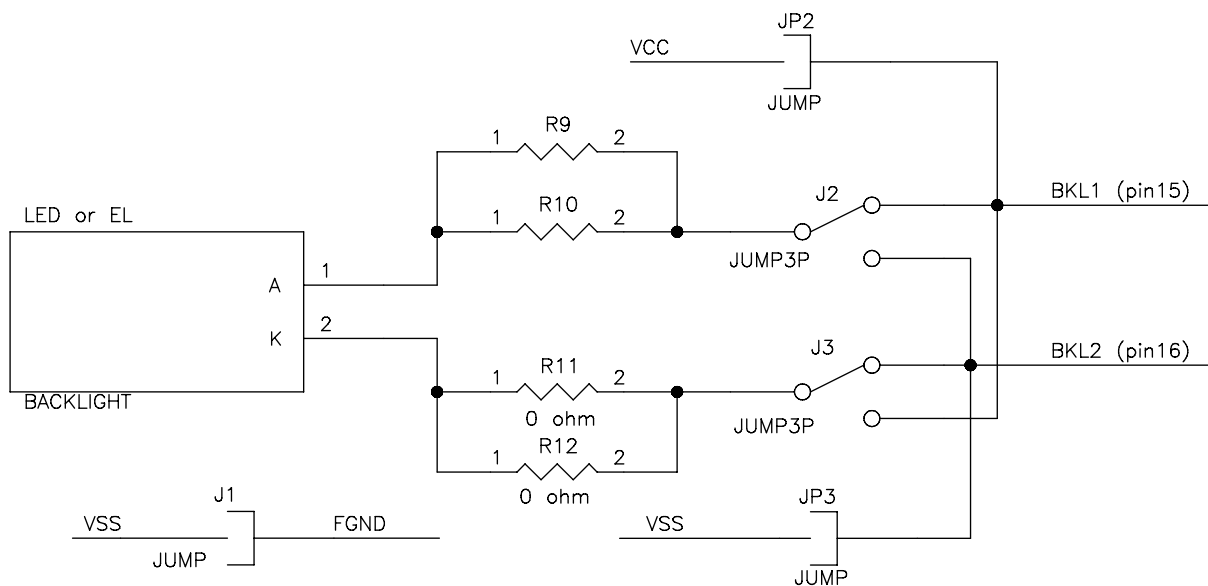 JP2
VCC
JUMP
R9
1 2
R10
1 2
J2
BKL1 (pin15)
LED or EL
JUMP3P
A 1
K 2
J3
BKL2 (pin16)
R11
1 2
BACKLIGHT
0 ohm
JUMP3P
R12
1 2
0 ohm
J1
JP3
VSS
FGND
VSS
JUMP
JUMP